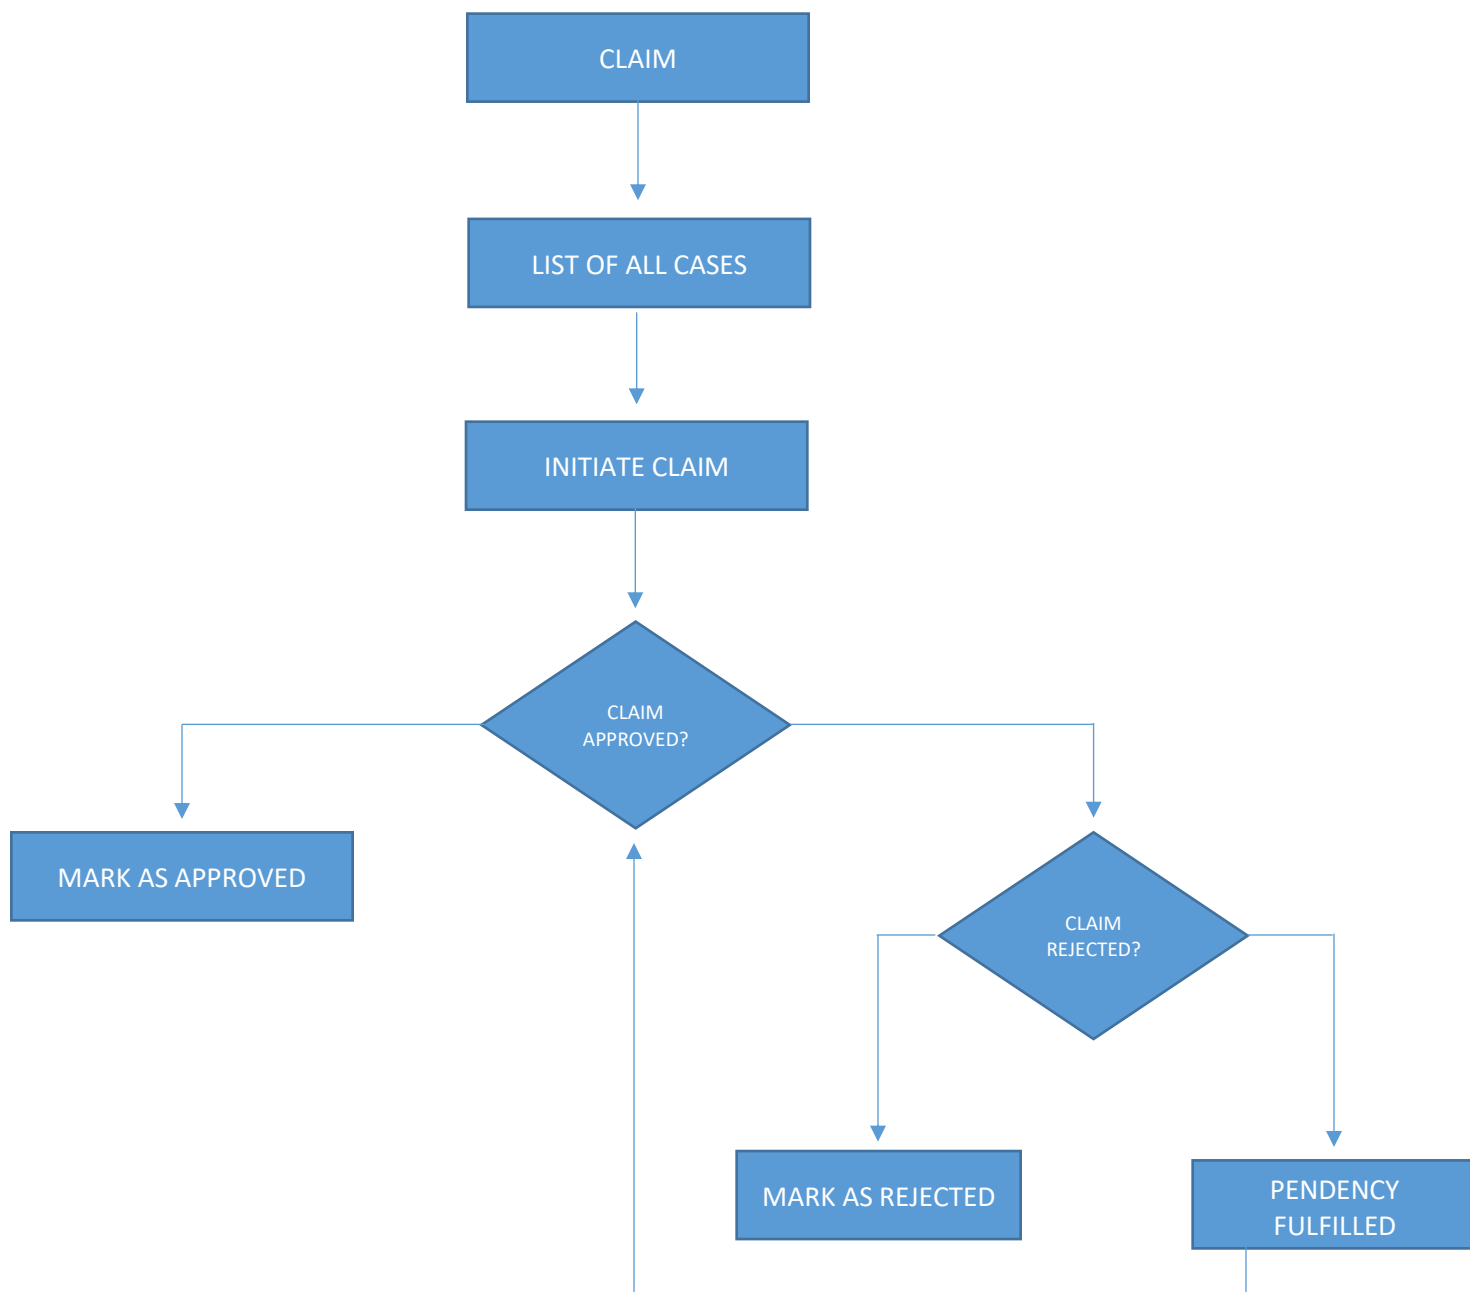 CLAIM
LIST OF ALL CASES
INITIATE CLAIM
CLAIM
APPROVED?
MARK AS APPROVED
CLAIM
REJECTED?
MARK AS REJECTED
PENDENCY
FULFILLED